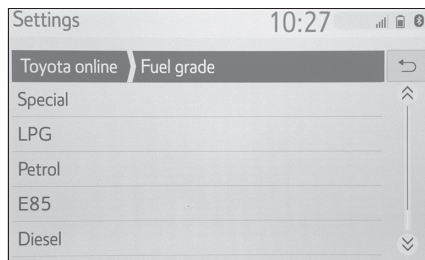 Settings 10:27
Toyota online Fuel grade
Special
LPG
Petrol
E85
Diesel